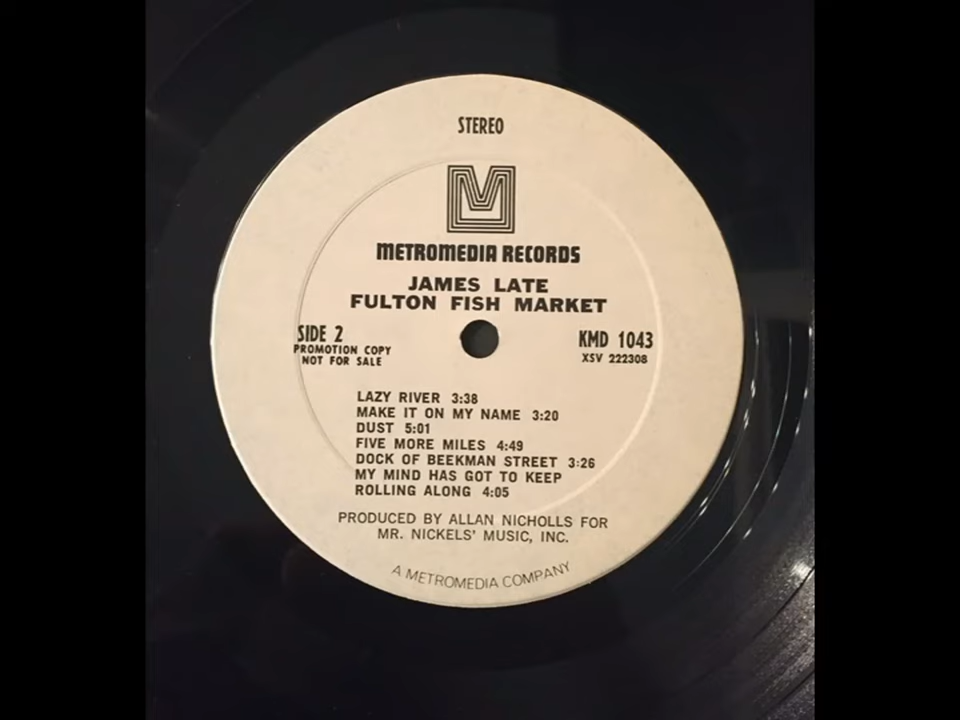 STEREO
METROMEDIA RECORDS
JAMES LATE
FULTON FISH MARKET
SIDE 2
PROMOTION COPY
NOT FOR SALE
KMD 1043
XSV 222308
LAZY RIVER 3:38
MAKE IT ON MY NAME 3:20
DUST 5:01
FIVE MORE MILES 4:49
DOCK OF BEEKMAN STREET 3:26
MY MIND HAS GOT TO KEEP
ROLLING ALONG 4:05
PRODUCED BY ALLAN NICHOLLS FOR
MR. NICKELS' MUSIC, INC.
A METROMEDIA COMPANY